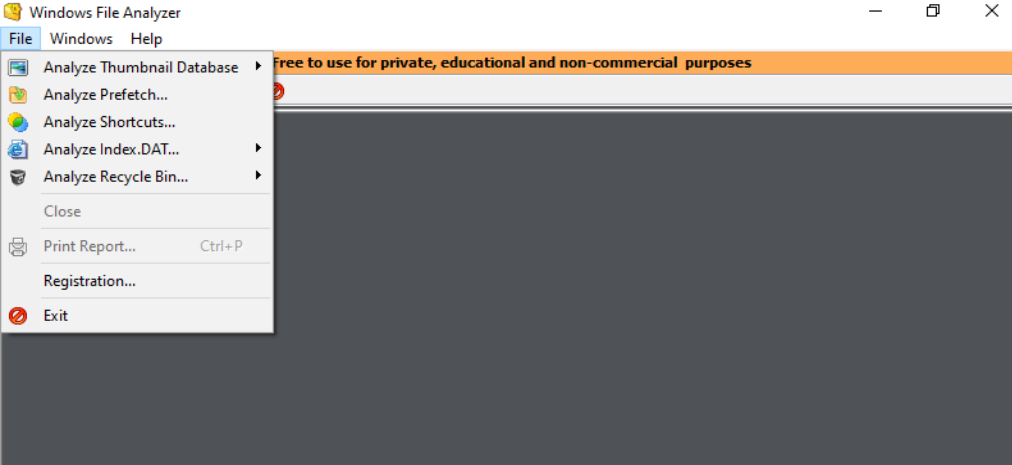 Windows File Analyzer
File Windows Help
Free to use for private, educational and non-commercial purposes
Analyze Thumbnail Database
Analyze Prefetch...
Analyze Shortcuts...
Analyze Index.DAT...
Analyze Recycle Bin...
Close
Print Report... Ctrl+P
Registration...
Exit